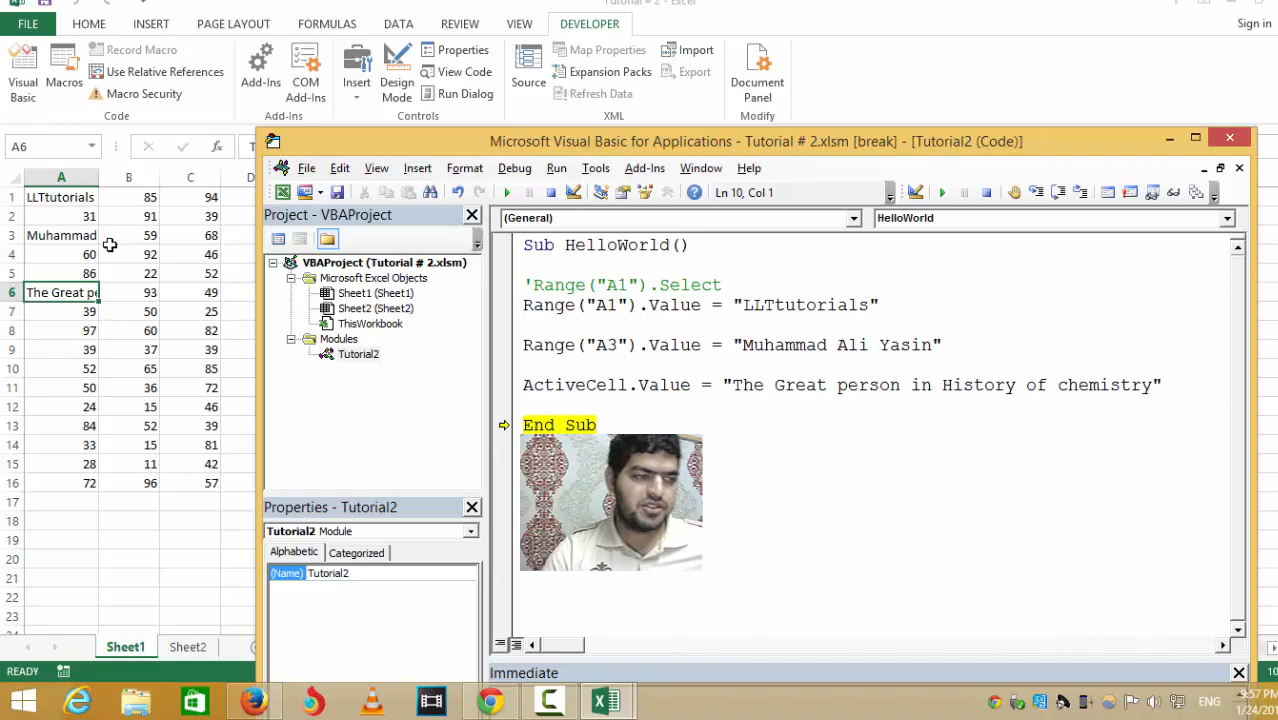 Tutorial # 2 - Excel
FILE HOME INSERT PAGE LAYOUT FORMULAS DATA REVIEW VIEW DEVELOPER Sign in
Visual Basic
Macros
Record Macro
Use Relative References
Macro Security
Code
Add-Ins
COM Add-Ins
Add-Ins
Insert
Design Mode
Properties
View Code
Run Dialog
Controls
Source
Map Properties
Expansion Packs
Refresh Data
Import
Export
XML
Document Panel
Modify
A6
A B C D
1 LLTtutorials 85 94
2 31 91 39
3 Muhammad 59 68
4 60 92 46
5 86 22 52
6 The Great pe 93 49
7 39 50 25
8 97 60 82
9 39 37 39
10 52 65 85
11 50 36 72
12 24 15 46
13 84 52 39
14 33 15 81
15 28 11 42
16 72 96 57
17
18
19
20
21
22
23
Sheet1 Sheet2
READY
Microsoft Visual Basic for Applications - Tutorial # 2.xlsm [break] - [Tutorial2 (Code)]
File Edit View Insert Format Debug Run Tools Add-Ins Window Help
Ln 10, Col 1
Project - VBAProject
VBAProject (Tutorial # 2.xlsm)
Microsoft Excel Objects
Sheet1 (Sheet1)
Sheet2 (Sheet2)
ThisWorkbook
Modules
Tutorial2
Properties - Tutorial2
Tutorial2 Module
Alphabetic Categorized
(Name) Tutorial2
(General) HelloWorld
Sub HelloWorld()
'Range("A1").Select
Range("A1").Value = "LLTtutorials"
Range("A3").Value = "Muhammad Ali Yasin"
ActiveCell.Value = "The Great person in History of chemistry"
End Sub
Immediate
ENG
9:57 PM